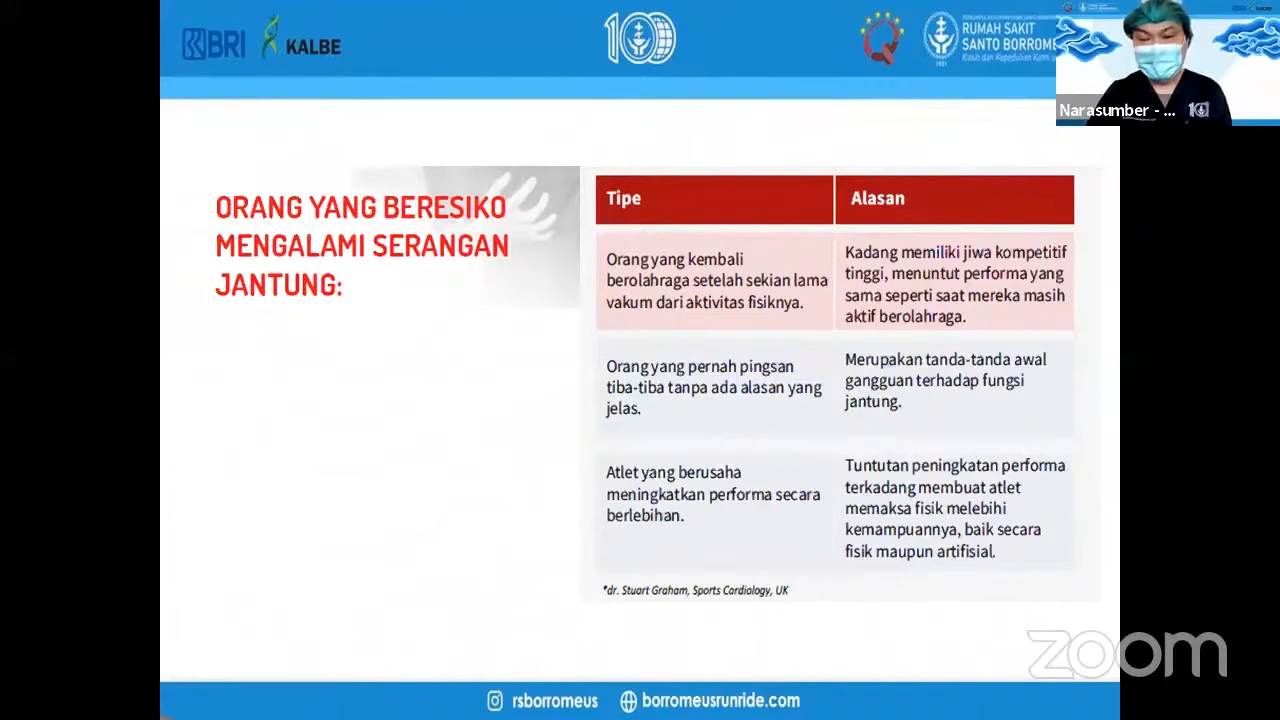 BRI
KALBE
100
RUMAH SAKIT
SANTO BORROME
Kasih dan Kepedulian Kami
Narasumber - ...
ORANG YANG BERESIKO
MENGALAMI SERANGAN
JANTUNG:
Tipe
Alasan
Orang yang kembali
berolahraga setelah sekian lama
vakum dari aktivitas fisiknya.
Kadang memiliki jiwa kompetitif
tinggi, menuntut performa yang
sama seperti saat mereka masih
aktif berolahraga.
Orang yang pernah pingsan
tiba-tiba tanpa ada alasan yang
jelas.
Merupakan tanda-tanda awal
gangguan terhadap fungsi
jantung.
Atlet yang berusaha
meningkatkan performa secara
berlebihan.
Tuntutan peningkatan performa
terkadang membuat atlet
memaksa fisik melebihi
kemampuannya, baik secara
fisik maupun artifisial.
*dr. Stuart Graham, Sports Cardiology, UK
zoom
rsborromeus
borromeusrunride.com